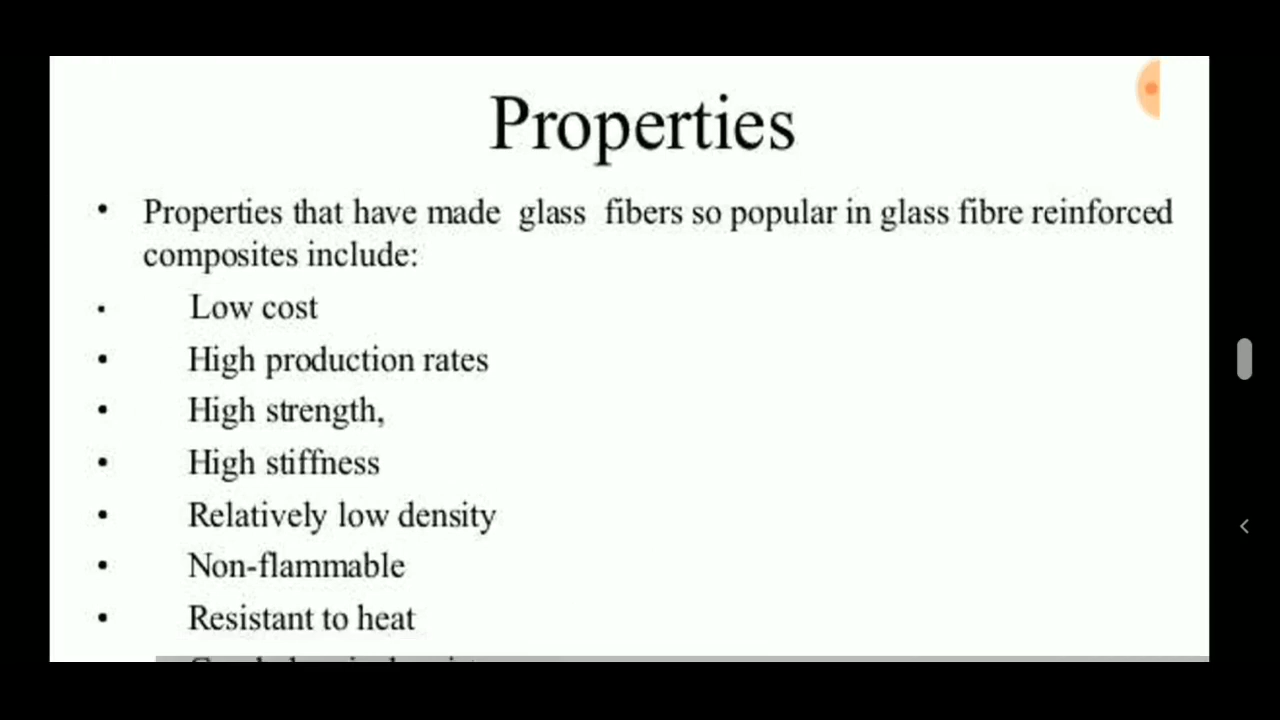 Properties
• Properties that have made glass fibers so popular in glass fibre reinforced
composites include:
• Low cost
• High production rates
• High strength,
• High stiffness
• Relatively low density
• Non-flammable
• Resistant to heat